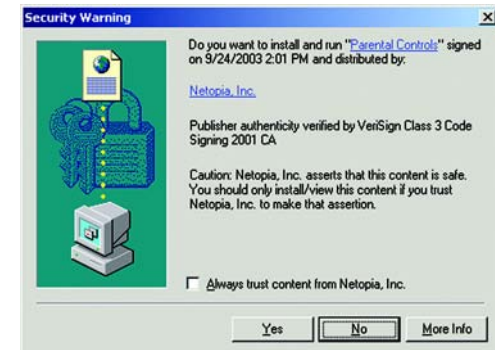 Security Warning
Do you want to install and run "Parental Controls" signed
on 9/24/2003 2:01 PM and distributed by:
Netopia, Inc.
Publisher authenticity verified by VeriSign Class 3 Code
Signing 2001 CA
Caution: Netopia, Inc. asserts that this content is safe.
You should only install/view this content if you trust
Netopia, Inc. to make that assertion.
Always trust content from Netopia, Inc.
Yes No More Info